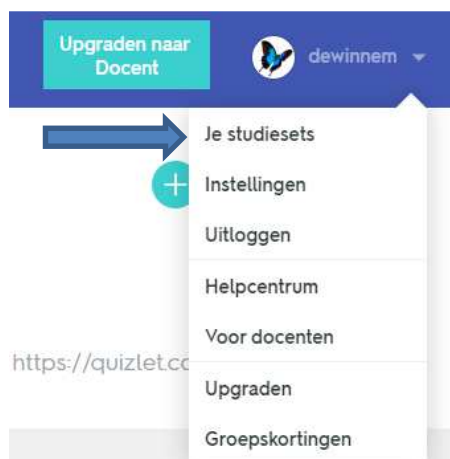 Upgraden naar
Docent
dewinnem
Je studiesets
Instellingen
Uitloggen
Helpcentrum
Voor docenten
https://quizlet.co
Upgraden
Groepskortingen